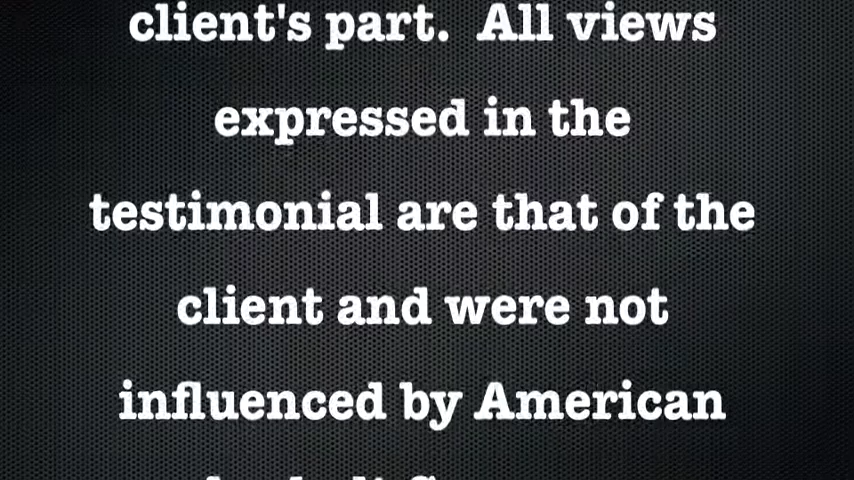 client's part.  All views
expressed in the
testimonial are that of the
client and were not
influenced by American